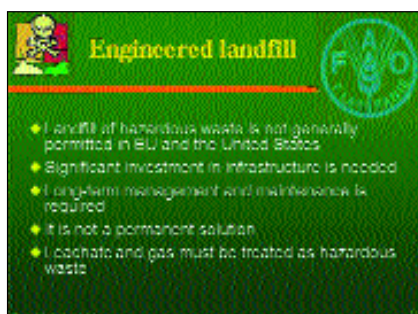 Engineered landfill
F A O
Landfill of hazardous waste is not generally
permitted in EU and the United States
Significant investment in infrastructure is needed
Long-term management and maintenance is
required
It is not a permanent solution
Leachate and gas must be treated as hazardous
waste